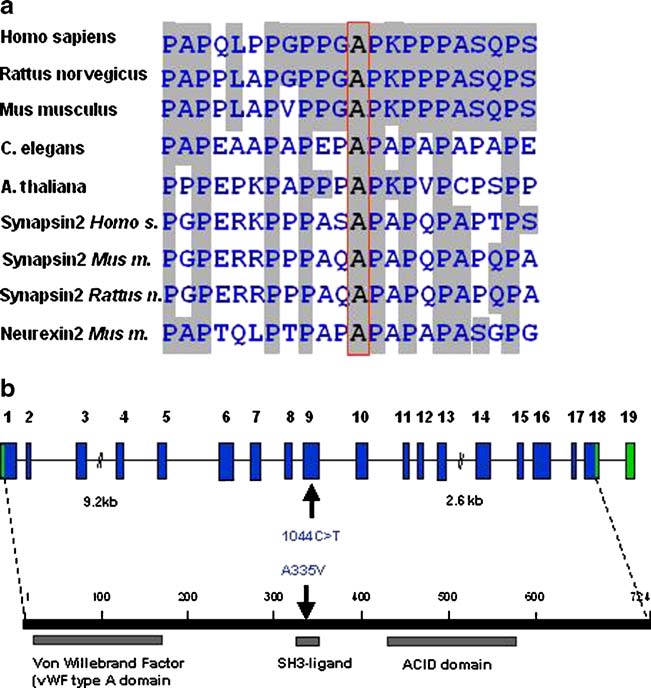 a
Homo sapiens PAPQLPPGPPGAPKPPPASQPS
Rattus norvegicus PAPPLAPGPPGAPKPPPASQPS
Mus musculus PAPPLAPVPPGAPKPPPASQPS
C. elegans PAPEAAPAPEPAPAPAPAPAPE
A. thaliana PPPEPKPAPPPAPKPVPCPSPP
Synapsin2 Homo s. PGPERKPPPASAPAPQPAPTPS
Synapsin2 Mus m. PGPERRPPPAQAPAPQPAPQPA
Synapsin2 Rattus n. PGPERRPPPAQAPAPQPAPQPA
Neurexin2 Mus m. PAPTQLPTPAPAPAPAPASGPG
b
1 2 3 4 5 6 7 8 9 10 11 12 13 14 15 16 17 18 19
9.2kb 2.6 kb
1044C>T
A335V
1 100 200 300 400 500 600 724
Von Willebrand Factor SH3-ligand ACID domain
(vWF type A domain